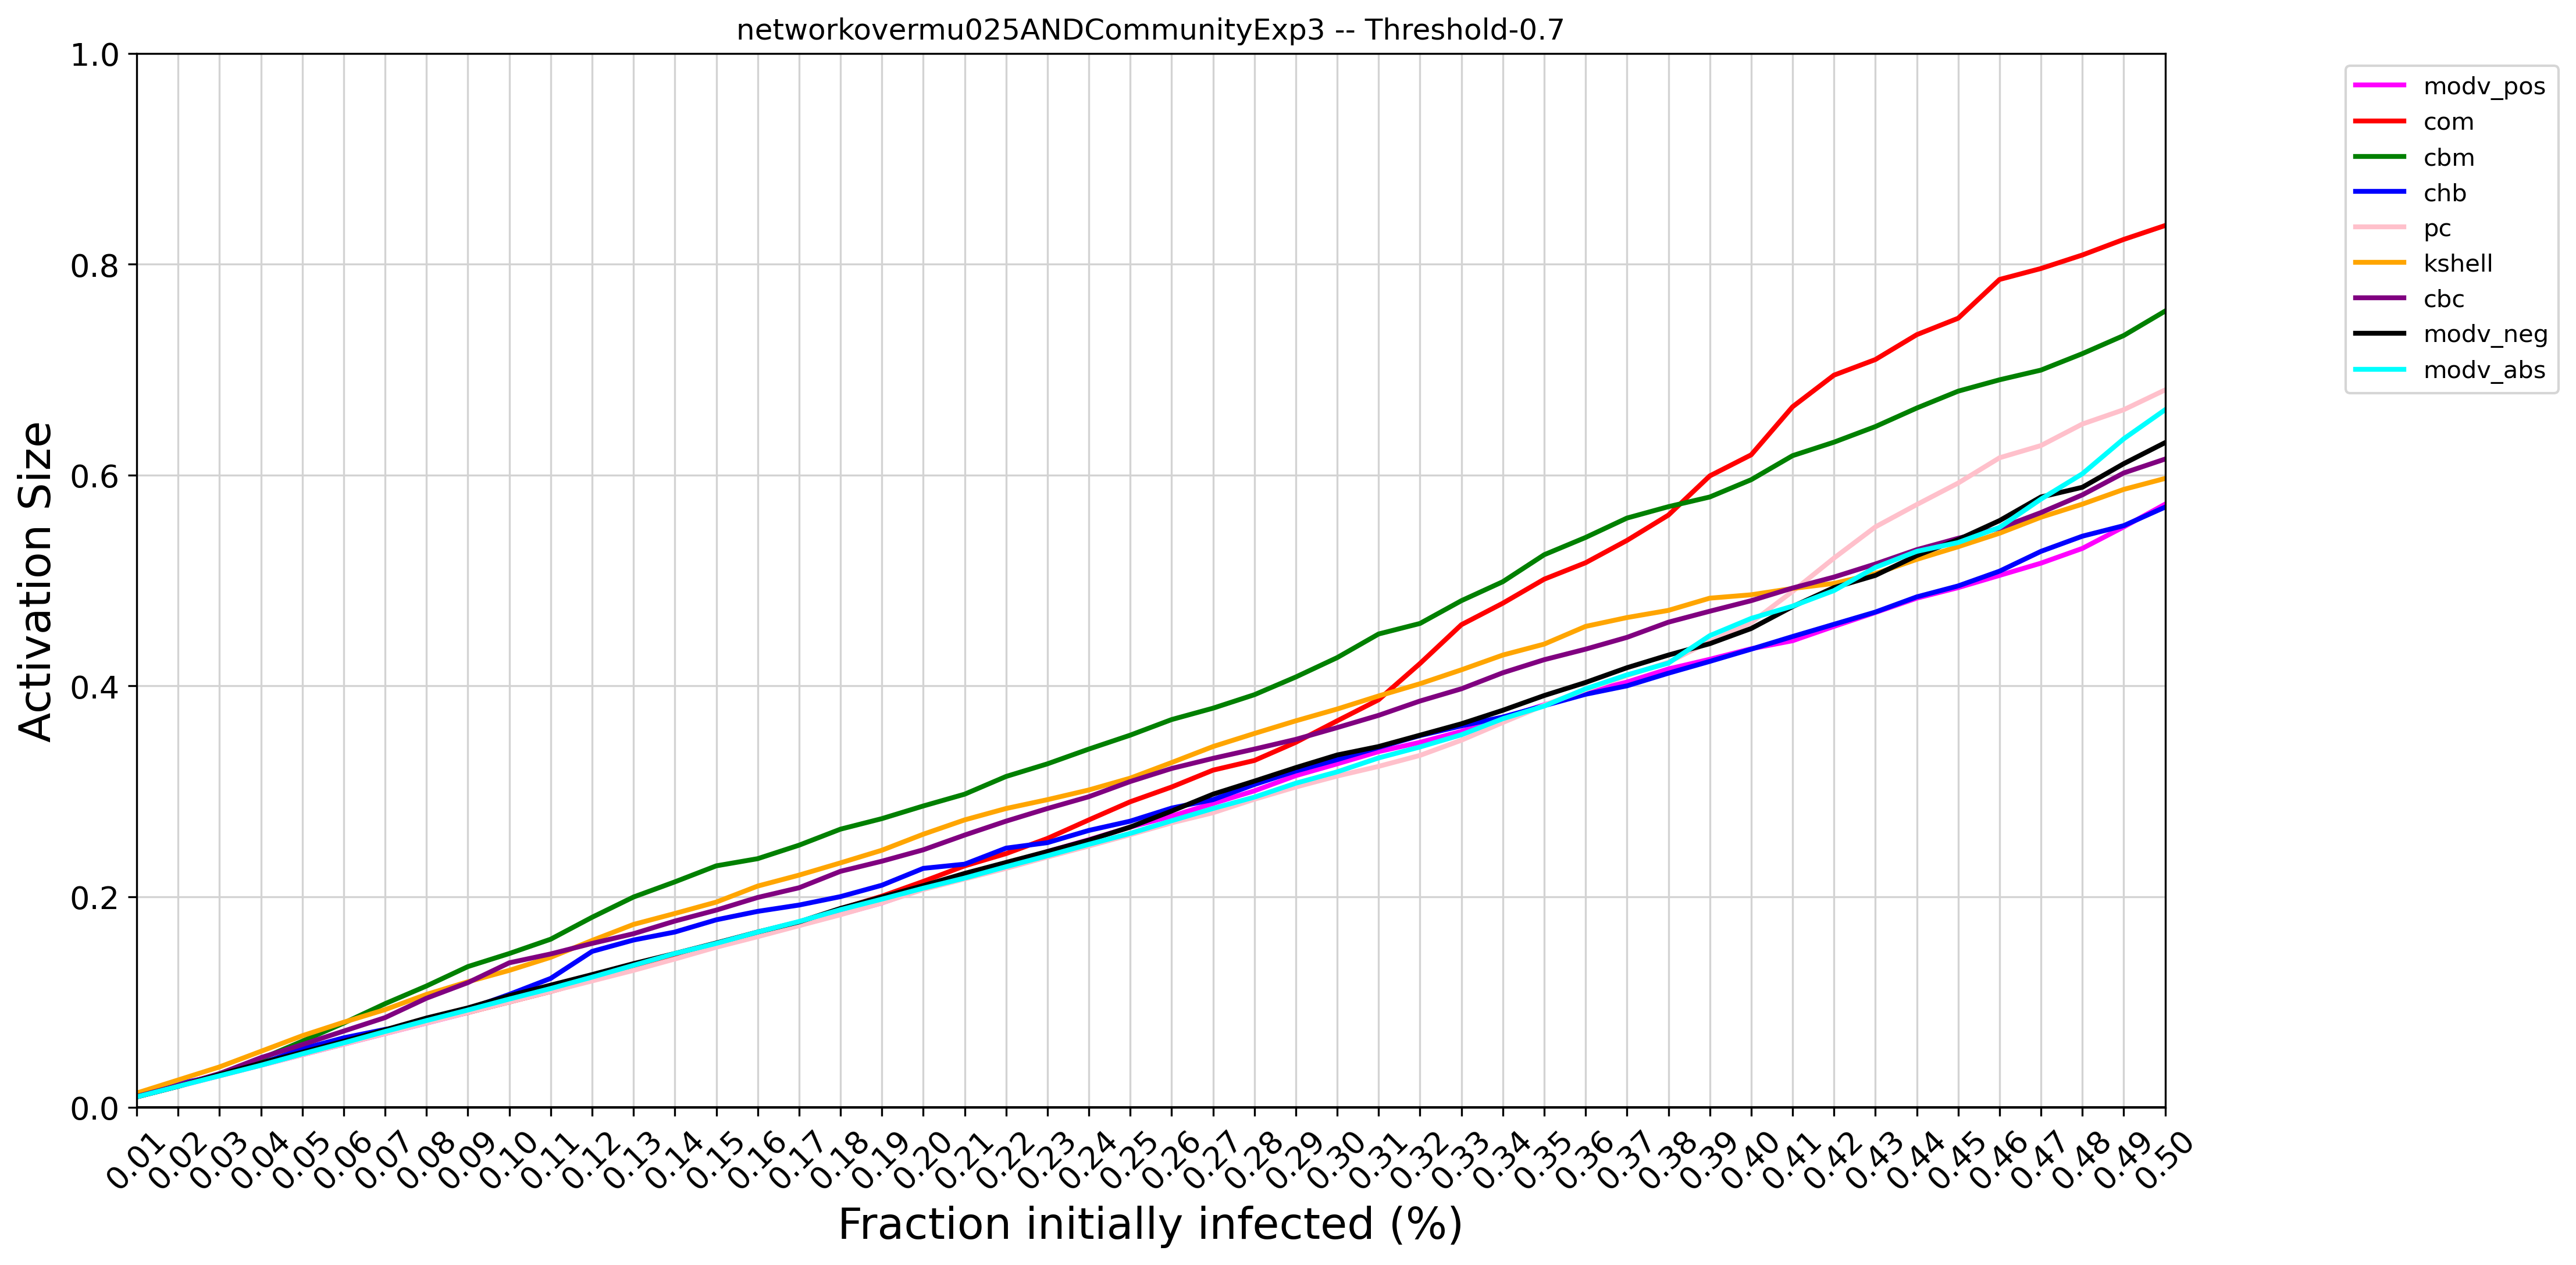 networkovermu025ANDCommunityExp3 -- Threshold-0.7
1.0
0.8
0.6
0.4
0.2
0.0
Activation Size
0.01 0.02 0.03 0.04 0.05 0.06 0.07 0.08 0.09 0.10 0.11 0.12 0.13 0.14 0.15 0.16 0.17 0.18 0.19 0.20 0.21 0.22 0.23 0.24 0.25 0.26 0.27 0.28 0.29 0.30 0.31 0.32 0.33 0.34 0.35 0.36 0.37 0.38 0.39 0.40 0.41 0.42 0.43 0.44 0.45 0.46 0.47 0.48 0.49 0.50
Fraction initially infected (%)
modv_pos
com
cbm
chb
pc
kshell
cbc
modv_neg
modv_abs